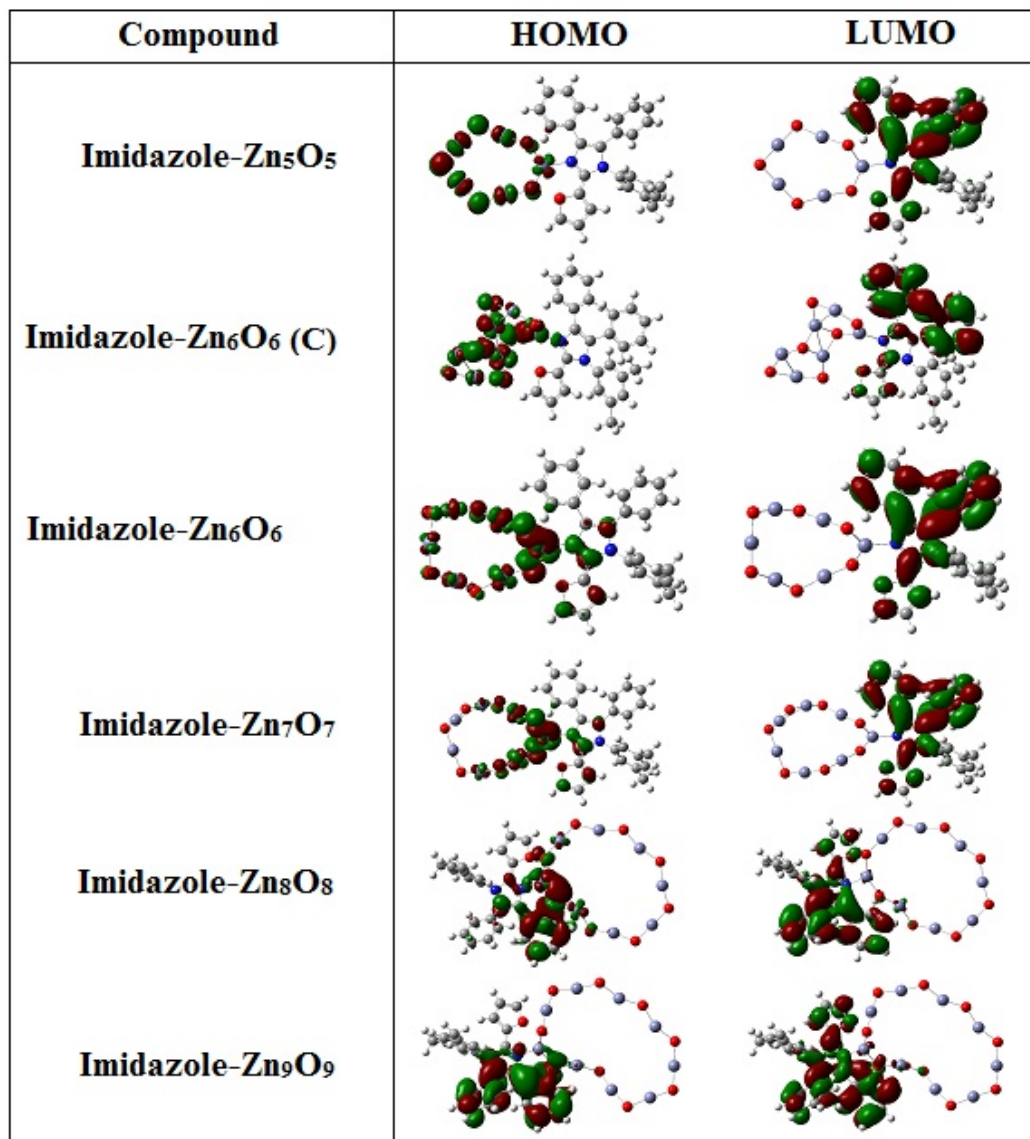 Compound HOMO LUMO
Imidazole-Zn₅O₅
Imidazole-Zn₆O₆ (C)
Imidazole-Zn₆O₆
Imidazole-Zn₇O₇
Imidazole-Zn₈O₈
Imidazole-Zn₉O₉